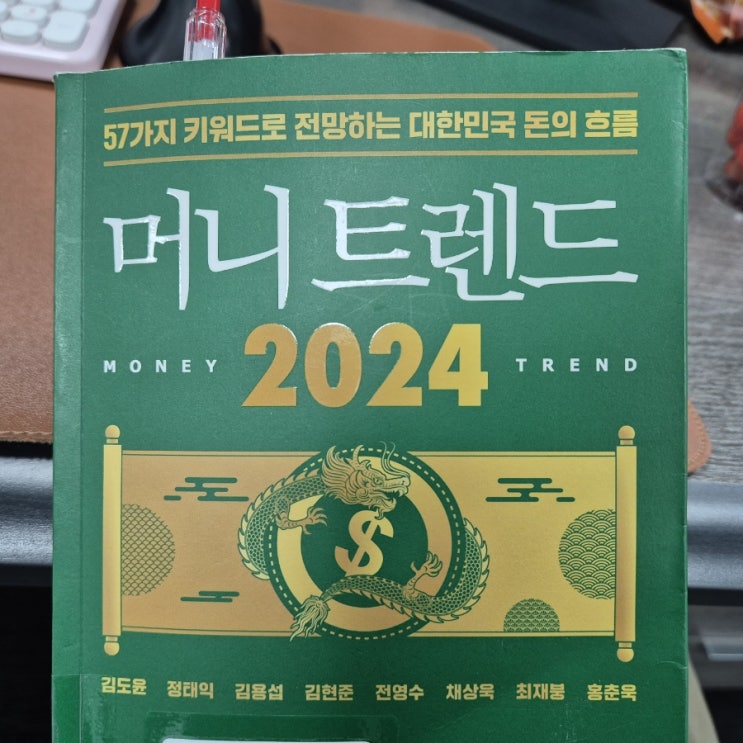 57가지 키워드로 전망하는 대한민국 돈의 흐름
머니 트렌드
MONEY 2024 TREND
$
김도윤 정태익 김용섭 김현준 전영수 채상욱 최재붕 홍춘욱